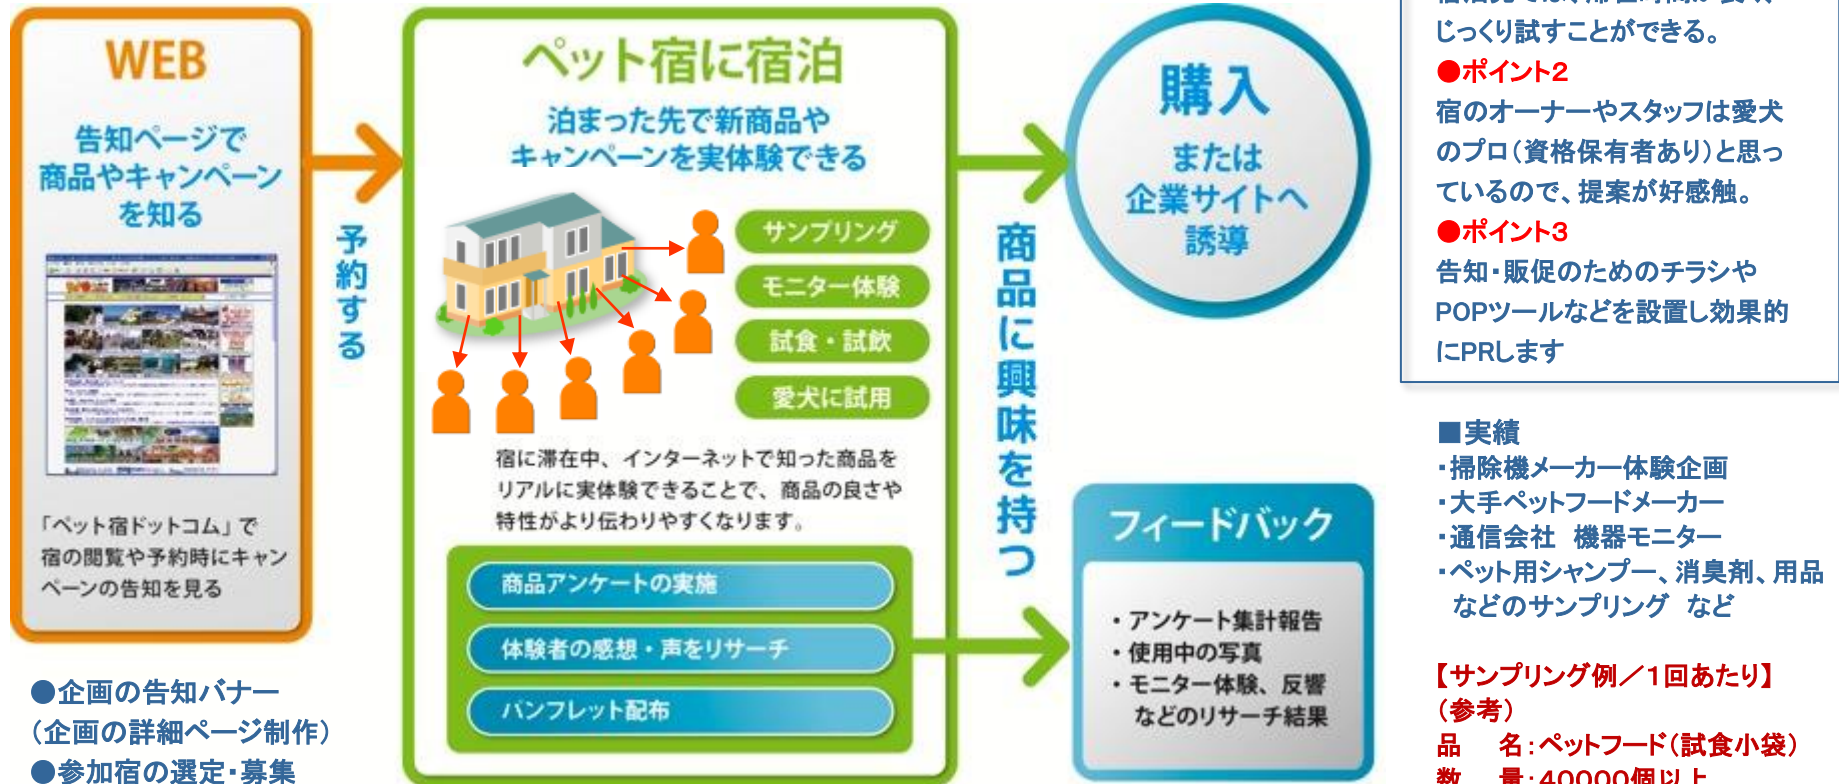 WEB
告知ページで
商品やキャンペーン
を知る
「ペット宿ドットコム」で
宿の閲覧や予約時にキャン
ペーンの告知を見る
●企画の告知バナー
(企画の詳細ページ制作)
●参加宿の選定・募集
予約する
ペット宿に宿泊
泊まった先で新商品や
キャンペーンを実体験できる
サンプリング
モニター体験
試食・試飲
愛犬に試用
宿に滞在中、インターネットで知った商品を
リアルに実体験できることで、商品の良さや
特性がより伝わりやすくなります。
商品アンケートの実施
体験者の感想・声をリサーチ
パンフレット配布
商品に興味を持つ
購入
または
企業サイトへ
誘導
フィードバック
・アンケート集計報告
・使用中の写真
・モニター体験、反響
などのリサーチ結果
じっくり試すことができる。
●ポイント2
宿のオーナーやスタッフは愛犬
のプロ(資格保有者あり)と思っ
ているので、提案が好感触。
●ポイント3
告知・販促のためのチラシや
POPツールなどを設置し効果的
にPRします
■実績
・掃除機メーカー体験企画
・大手ペットフードメーカー
・通信会社 機器モニター
・ペット用シャンプー、消臭剤、用品
などのサンプリング など
【サンプリング例／1回あたり】
(参考)
品 名:ペットフード(試食小袋)
数 量:40000個以上